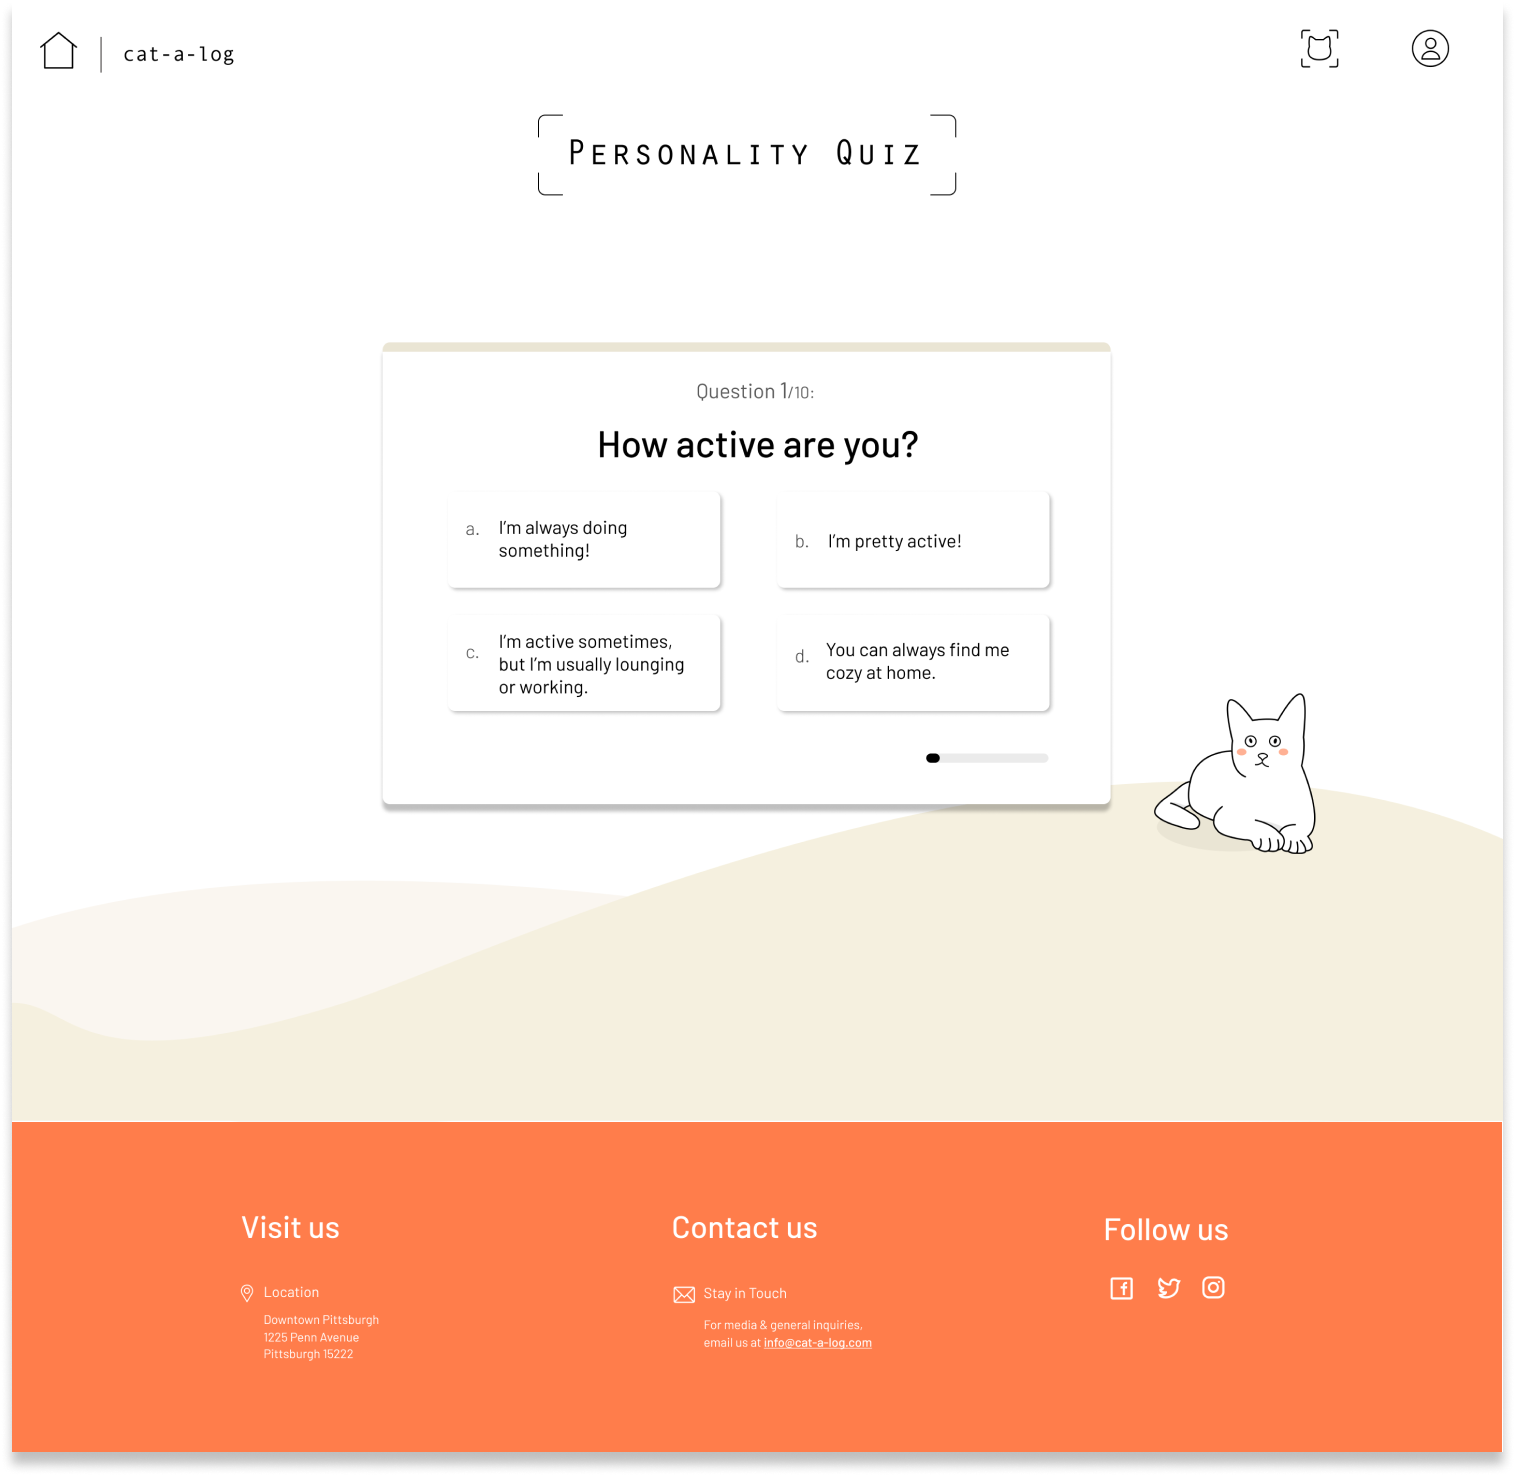 cat-a-log
Personality Quiz
Question 1/10:
How active are you?
a. I'm always doing
something!
b. I'm pretty active!
c. I'm active sometimes,
but I'm usually lounging
or working.
d. You can always find me
cozy at home.
Visit us
Location
Downtown Pittsburgh
1225 Penn Avenue
Pittsburgh 15222
Contact us
Stay in Touch
For media & general inquiries,
email us at info@cat-a-log.com
Follow us